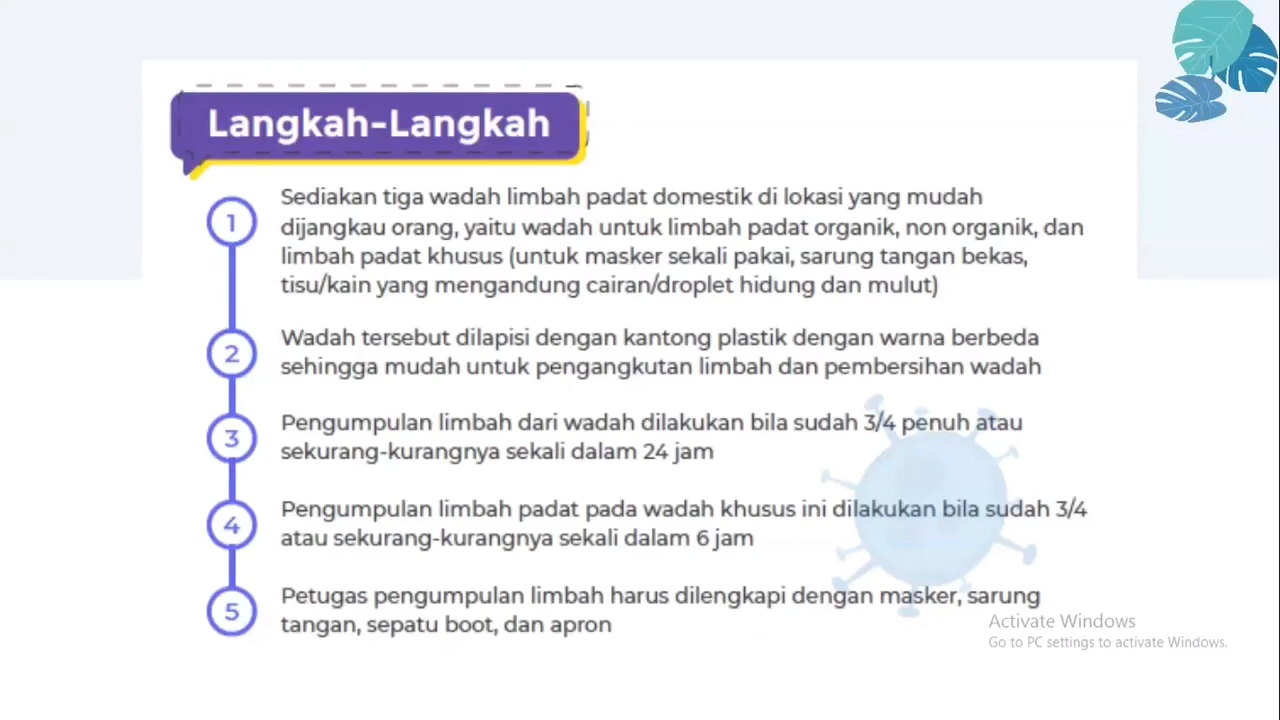 Langkah-Langkah
1
Sediakan tiga wadah limbah padat domestik di lokasi yang mudah
dijangkau orang, yaitu wadah untuk limbah padat organik, non organik, dan
limbah padat khusus (untuk masker sekali pakai, sarung tangan bekas,
tisu/kain yang mengandung cairan/droplet hidung dan mulut)
2
Wadah tersebut dilapisi dengan kantong plastik dengan warna berbeda
sehingga mudah untuk pengangkutan limbah dan pembersihan wadah
3
Pengumpulan limbah dari wadah dilakukan bila sudah 3/4 penuh atau
sekurang-kurangnya sekali dalam 24 jam
4
Pengumpulan limbah padat pada wadah khusus ini dilakukan bila sudah 3/4
atau sekurang-kurangnya sekali dalam 6 jam
5
Petugas pengumpulan limbah harus dilengkapi dengan masker, sarung
tangan, sepatu boot, dan apron
Activate Windows
Go to PC settings to activate Windows.